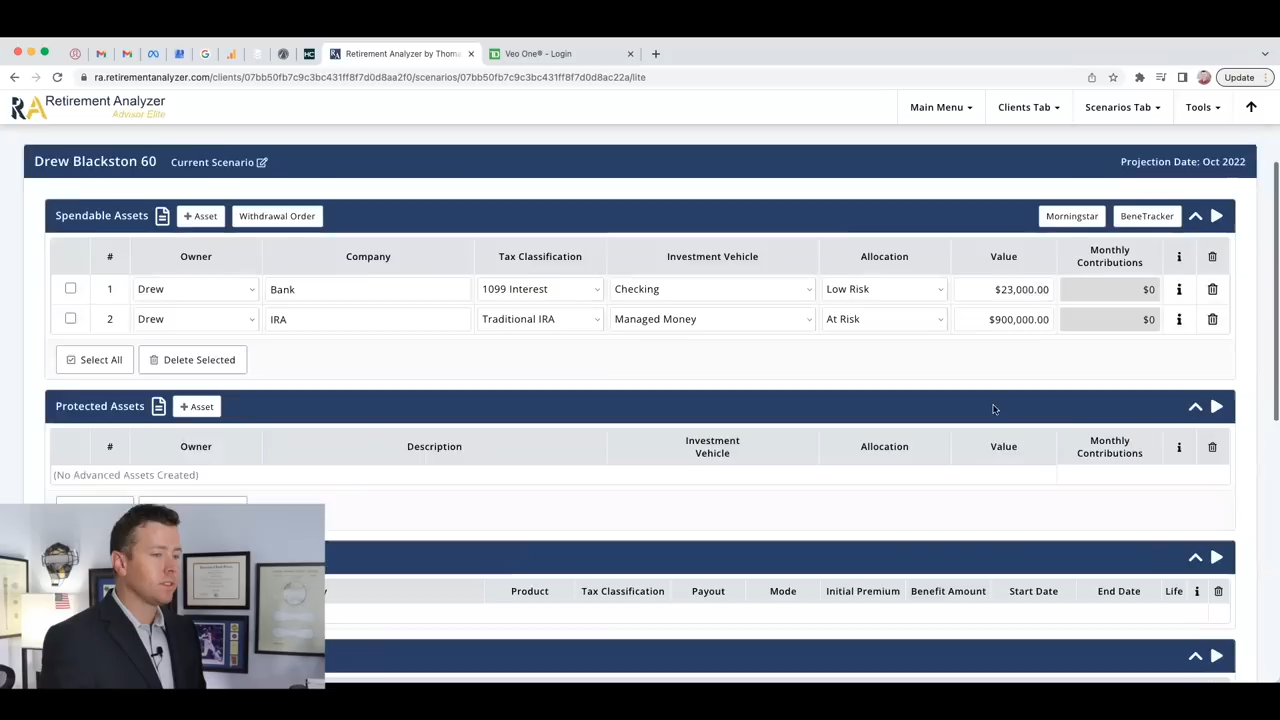 Retirement Analyzer by Thoma
Veo One® - Login
ra.retirementanalyzer.com/clients/07bb50fb7c9c3bc431ff8f7d0d8aa2f0/scenarios/07bb50fb7c9c3bc431ff8f7d0d8ac22a/lite
Update
RA Retirement Analyzer
Advisor Elite
Main Menu
Clients Tab
Scenarios Tab
Tools
Drew Blackston 60
Current Scenario
Projection Date: Oct 2022
Spendable Assets
+ Asset
Withdrawal Order
Morningstar
BeneTracker
# Owner Company Tax Classification Investment Vehicle Allocation Value Monthly Contributions
1 Drew Bank 1099 Interest Checking Low Risk $23,000.00 $0
2 Drew IRA Traditional IRA Managed Money At Risk $900,000.00 $0
Select All
Delete Selected
Protected Assets
+ Asset
# Owner Description Investment Vehicle Allocation Value Monthly Contributions
(No Advanced Assets Created)
Product Tax Classification Payout Mode Initial Premium Benefit Amount Start Date End Date Life